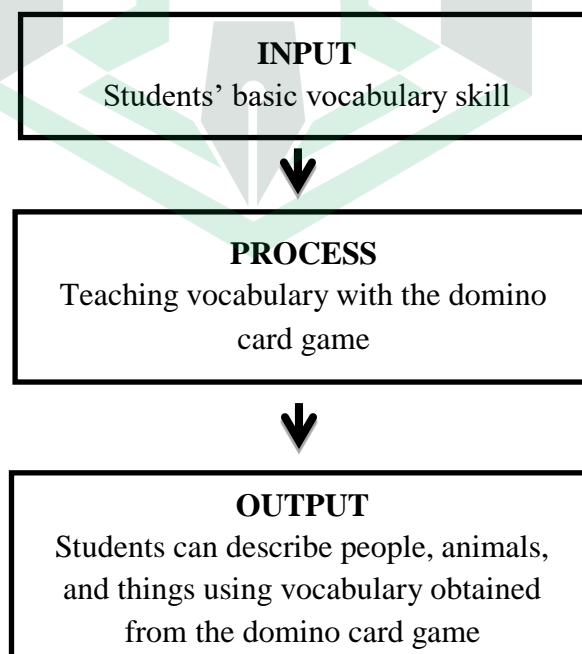 INPUT
Students’ basic vocabulary skill
PROCESS
Teaching vocabulary with the domino
card game
OUTPUT
Students can describe people, animals,
and things using vocabulary obtained
from the domino card game